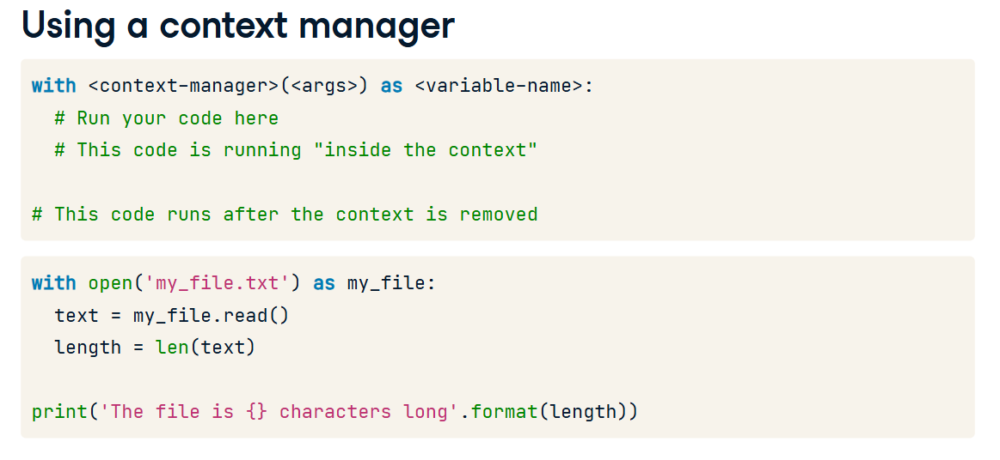 Using a context manager
with <context-manager>(<args>) as <variable-name>:
  # Run your code here
  # This code is running "inside the context"
# This code runs after the context is removed
with open('my_file.txt') as my_file:
  text = my_file.read()
  length = len(text)
print('The file is {} characters long'.format(length))